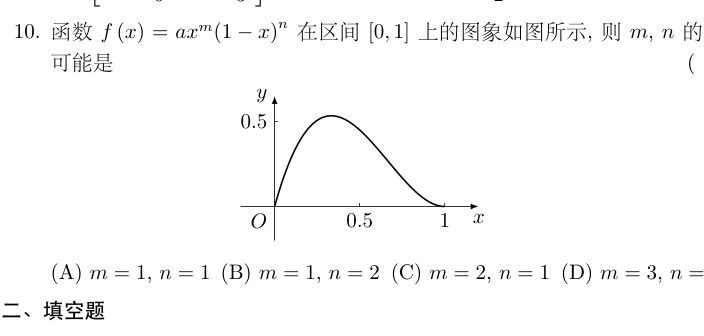 10. 函数 f(x) = axᵐ(1 − x)ⁿ 在区间 [0, 1] 上的图象如图所示, 则 m, n 的
可能是 (
y
0.5
O 0.5 1 x
(A) m = 1, n = 1 (B) m = 1, n = 2 (C) m = 2, n = 1 (D) m = 3, n =
二、填空题